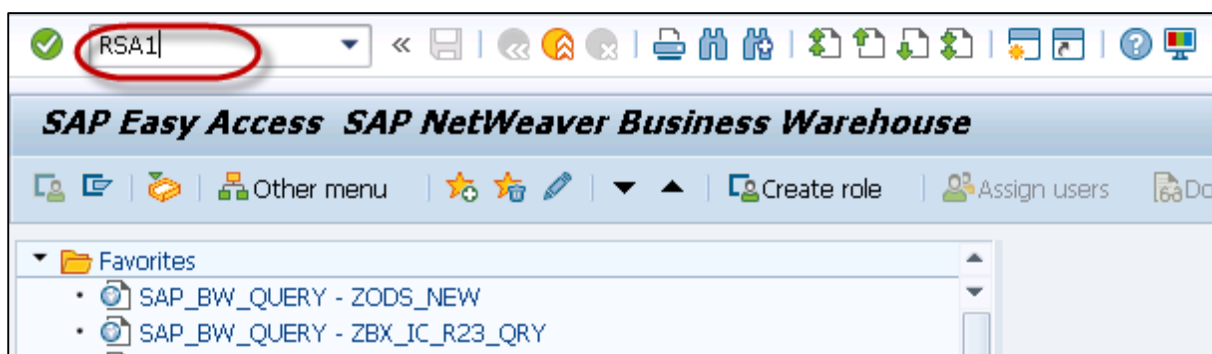 RSA1
SAP Easy Access SAP NetWeaver Business Warehouse
Other menu Create role Assign users
Favorites
SAP_BW_QUERY - ZODS_NEW
SAP_BW_QUERY - ZBX_IC_R23_QRY